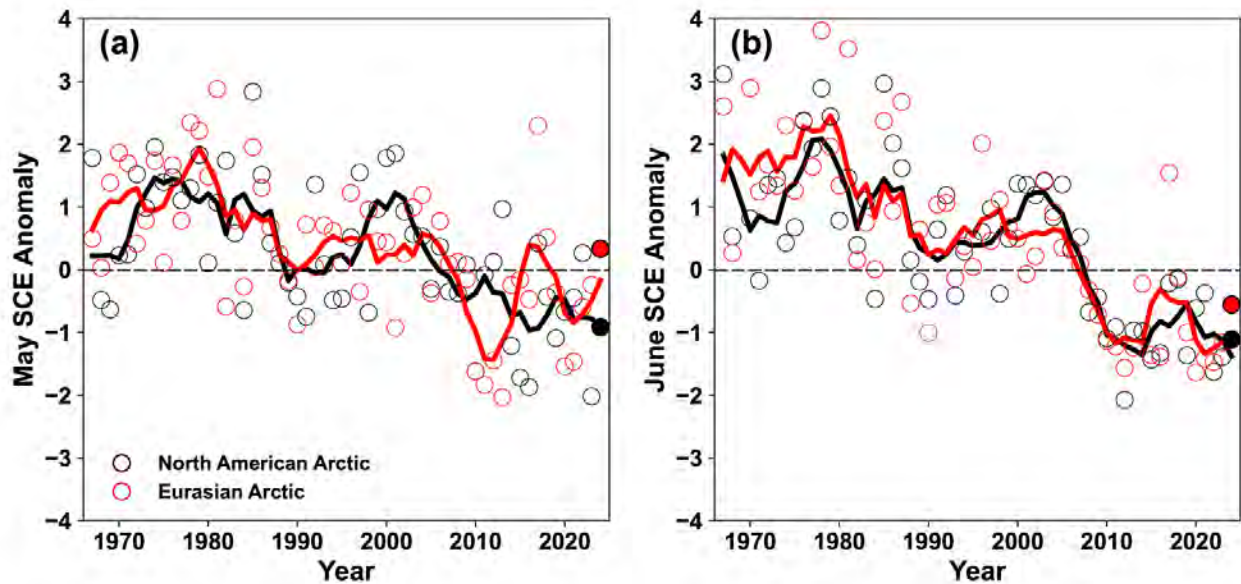 (a)
May SCE Anomaly
4
3
2
1
0
−1
−2
−3
−4
North American Arctic
Eurasian Arctic
1970 1980 1990 2000 2010 2020
Year
(b)
June SCE Anomaly
4
3
2
1
0
−1
−2
−3
−4
1970 1980 1990 2000 2010 2020
Year